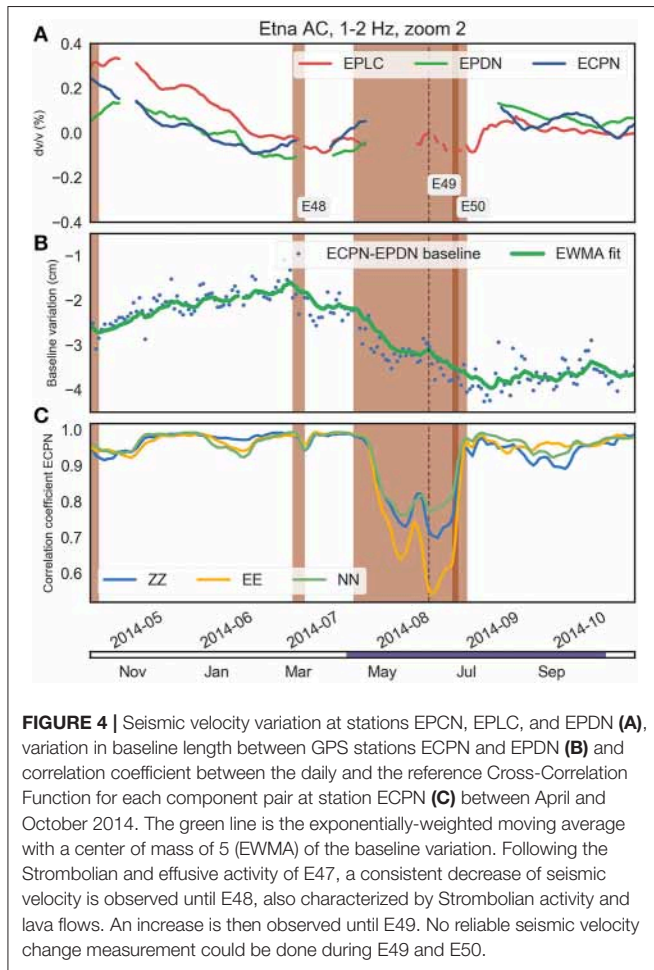 Etna AC, 1-2 Hz, zoom 2
A
0.4
0.2
0.0
−0.2
−0.4
dv/v (%)
EPLC
EPDN
ECPN
E48
E49
E50
B
−1
−2
−3
−4
Baseline variation (cm)
ECPN-EPDN baseline
EWMA fit
C
1.0
0.9
0.8
0.7
0.6
Correlation coefficient ECPN
ZZ
EE
NN
2014-05
2014-06
2014-07
2014-08
2014-09
2014-10
Nov
Jan
Mar
May
Jul
Sep
FIGURE 4 | Seismic velocity variation at stations EPCN, EPLC, and EPDN (A),
variation in baseline length between GPS stations ECPN and EPDN (B) and
correlation coefficient between the daily and the reference Cross-Correlation
Function for each component pair at station ECPN (C) between April and
October 2014. The green line is the exponentially-weighted moving average
with a center of mass of 5 (EWMA) of the baseline variation. Following the
Strombolian and effusive activity of E47, a consistent decrease of seismic
velocity is observed until E48, also characterized by Strombolian activity and
lava flows. An increase is then observed until E49. No reliable seismic velocity
change measurement could be done during E49 and E50.